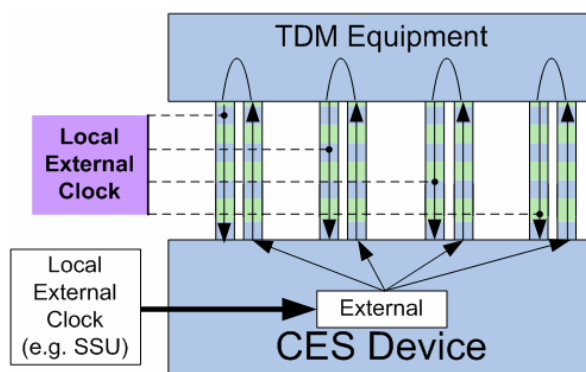 TDM Equipment
Local
External
Clock
Local
External
Clock
(e.g. SSU)
External
CES Device